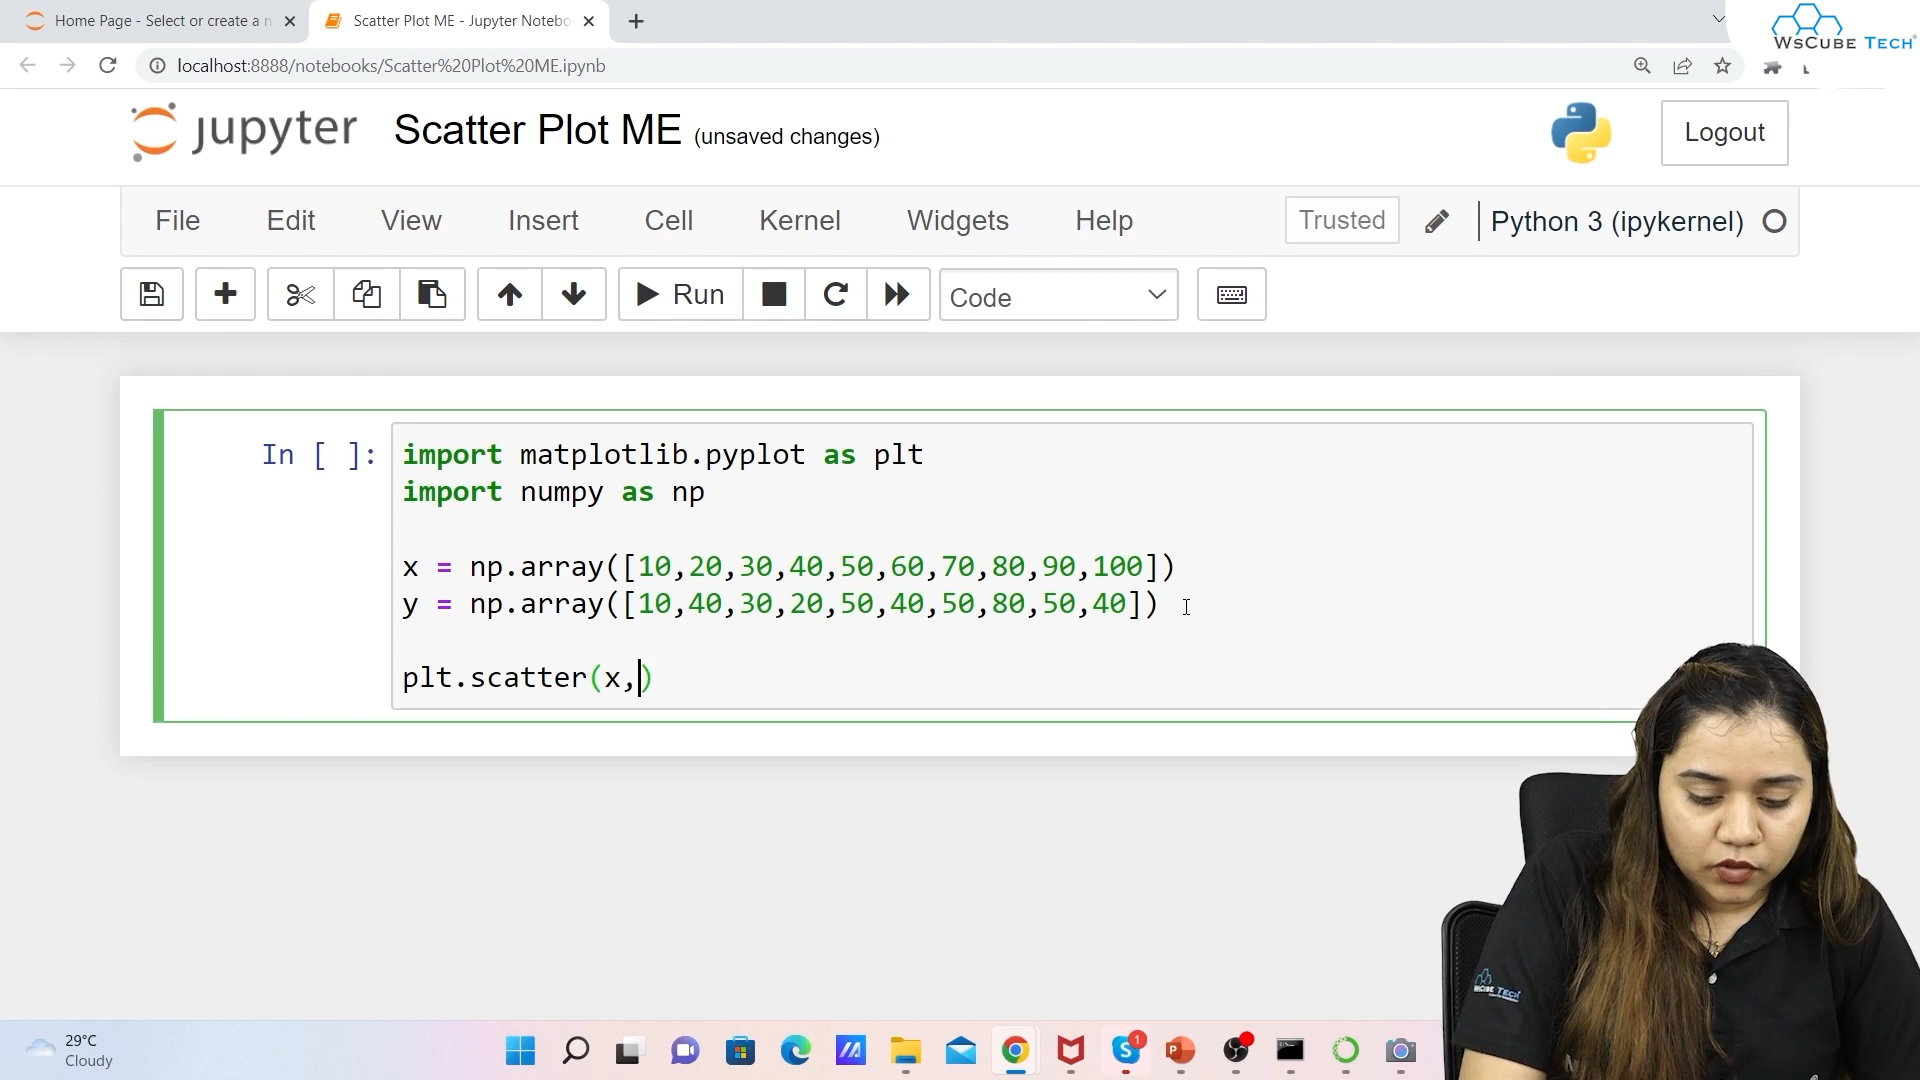 Home Page - Select or create a n
Scatter Plot ME - Jupyter Notebo
WsCube Tech
localhost:8888/notebooks/Scatter%20Plot%20ME.ipynb
jupyter Scatter Plot ME (unsaved changes)
Logout
File Edit View Insert Cell Kernel Widgets Help Trusted Python 3 (ipykernel)
Run Code
In [ ]: import matplotlib.pyplot as plt
import numpy as np
x = np.array([10,20,30,40,50,60,70,80,90,100])
y = np.array([10,40,30,20,50,40,50,80,50,40])
plt.scatter(x,)
WsCube Tech
29°C
Cloudy
1